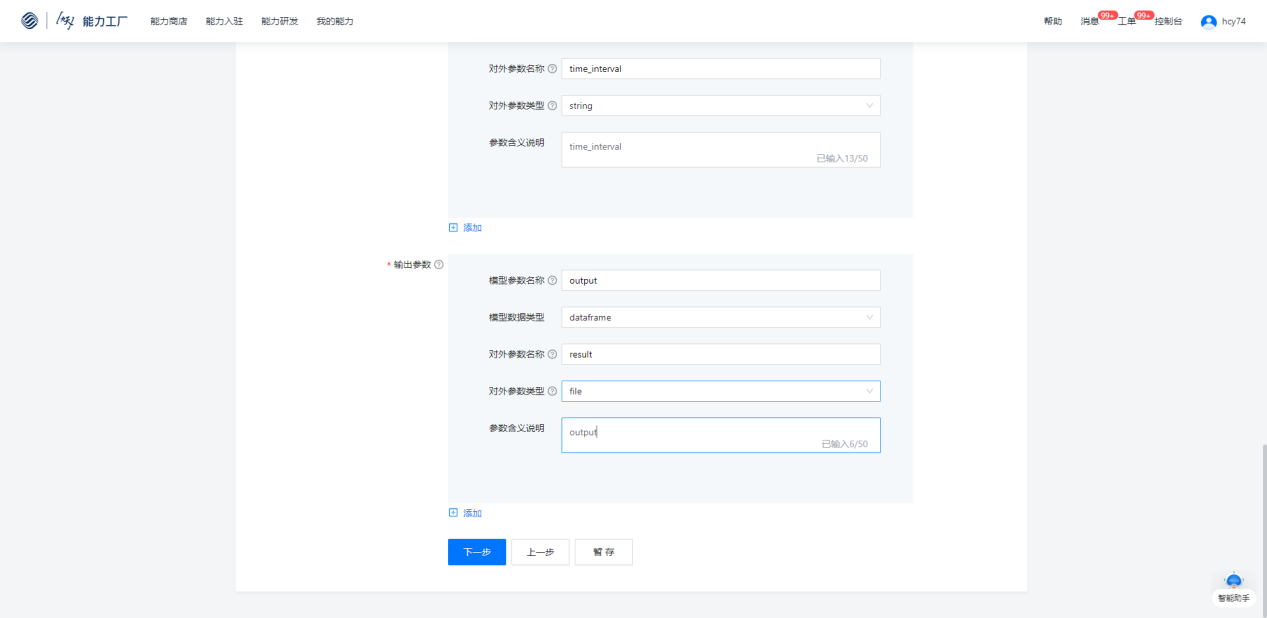 能力工厂 能力商店 能力入驻 能力研发 我的能力 帮助 消息 99+ 工单 99+ 控制台 hcy74
对外参数名称 ? time_interval
对外参数类型 ? string
参数含义说明 time_interval
已输入13/50
添加
* 输出参数 ?
模型参数名称 ? output
模型数据类型 dataframe
对外参数名称 ? result
对外参数类型 ? file
参数含义说明 output
已输入6/50
添加
下一步 上一步 暂 存
智能助手